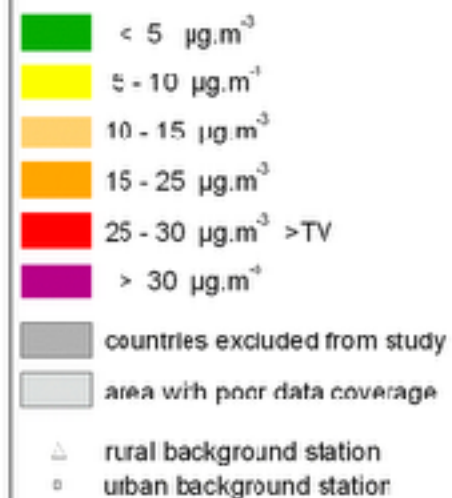 < 5 µg.m-3
5 - 10 µg.m-3
10 - 15 µg.m-3
15 - 25 µg.m-3
25 - 30 µg.m-3 >TV
> 30 µg.m-3
countries excluded from study
area with poor data coverage
rural background station
urban background station